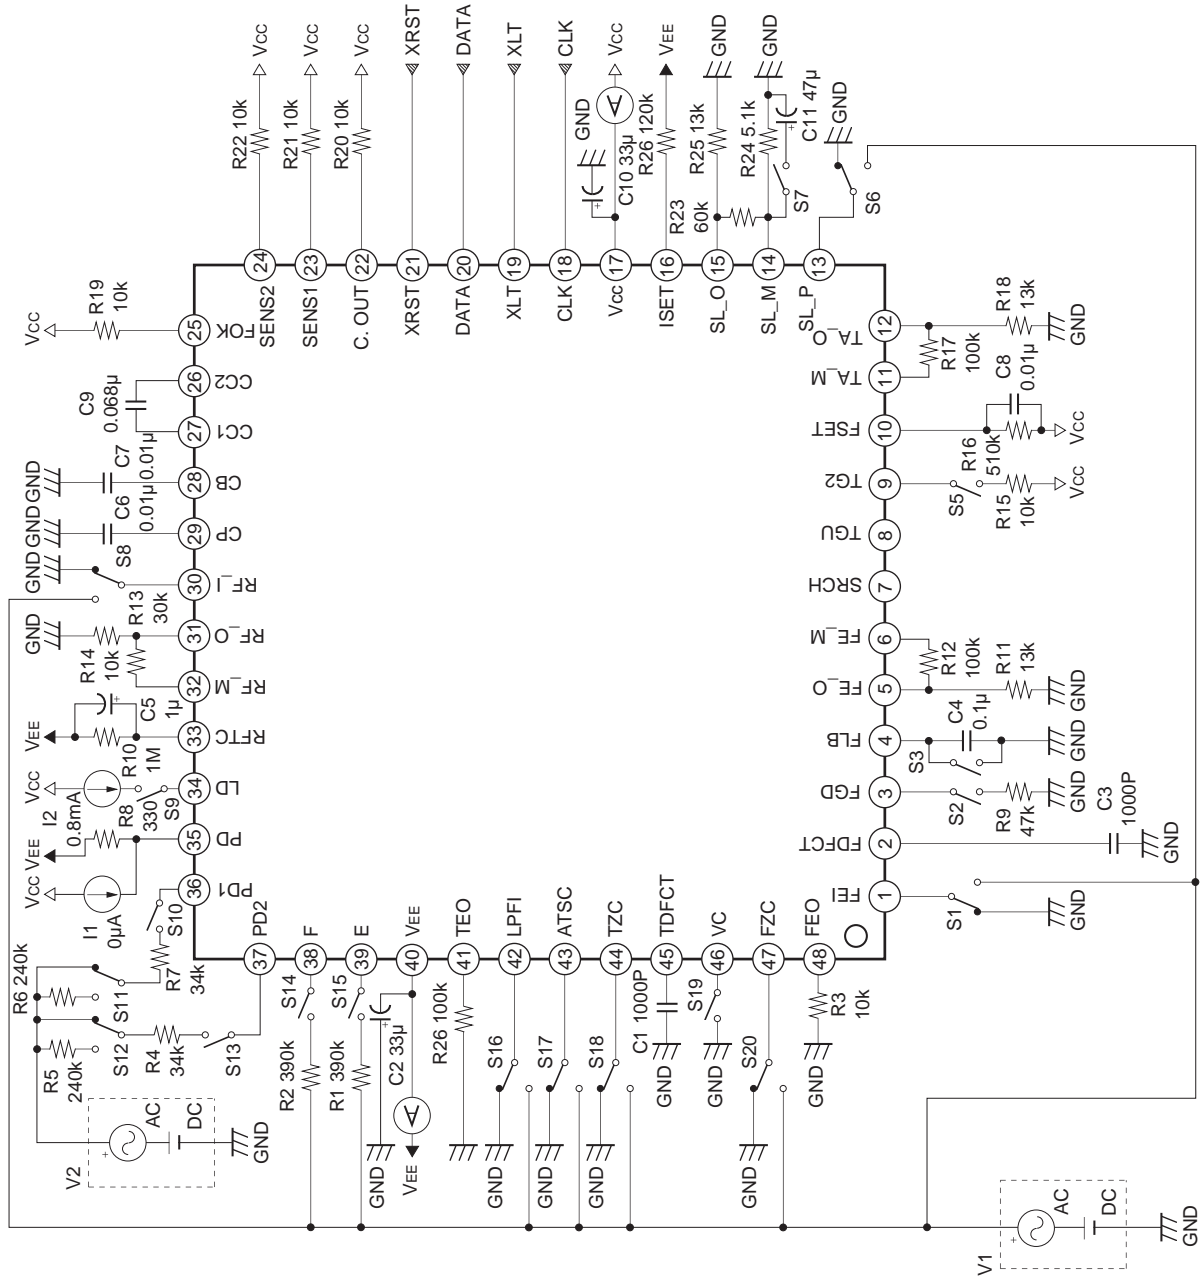 R22 10k
VCC
R21 10k
VCC
R20 10k
VCC
XRST
DATA
XLT
CLK
GND
C10 33µ
A
VCC
R26 120k
VEE
R23
60k
R25 13k
GND
R24 5.1k
GND
S7
C11 47µ
GND
S6
24
23
22
21
20
19
18
17
16
15
14
13
SENS2
SENS1
C. OUT
XRST
DATA
XLT
CLK
Vcc
ISET
SL_O
SL_M
SL_P
VCC
R19
10k
C9
0.068µ
GND
C7
0.01µ
GND
C6
0.01µ
GND
S8
GND
R13
30k
R14
10k
VEE
C5
1µ
R10
1M
VCC
I2
0.8mA
S9
VEE
R8
330
VCC
I1
0µA
S10
25
26
27
28
29
30
31
32
33
34
35
36
FOK
CC2
CC1
CB
CP
RF_I
RF_O
RF_M
RFTC
LD
PD
PD1
12
11
10
9
8
7
6
5
4
3
2
1
TA_O
TA_M
FSET
TG2
TGU
SRCH
FE_M
FE_O
FLB
FGD
FDFCT
FEI
R18
13k
GND
R17
100k
C8
0.01µ
R16
510k
VCC
S5
R15
10k
VCC
R12
100k
R11
13k
GND
C4
0.1µ
S3
GND
S2
R9
47k
GND
C3
1000P
GND
S1
GND
PD2
F
E
VEE
TEO
LPFI
ATSC
TZC
TDFCT
VC
FZC
FEO
37
38
39
40
41
42
43
44
45
46
47
48
R6 240k
S11
R7
34k
R5
240k
S12
R4
34k
S13
V2
AC
DC
GND
S14
R2 390k
S15
R1 390k
C2 33µ
GND
A
VEE
R26 100k
GND
S16
GND
S17
GND
S18
GND
C1 1000P
GND
S19
GND
S20
GND
R3
10k
GND
V1
AC
DC
GND